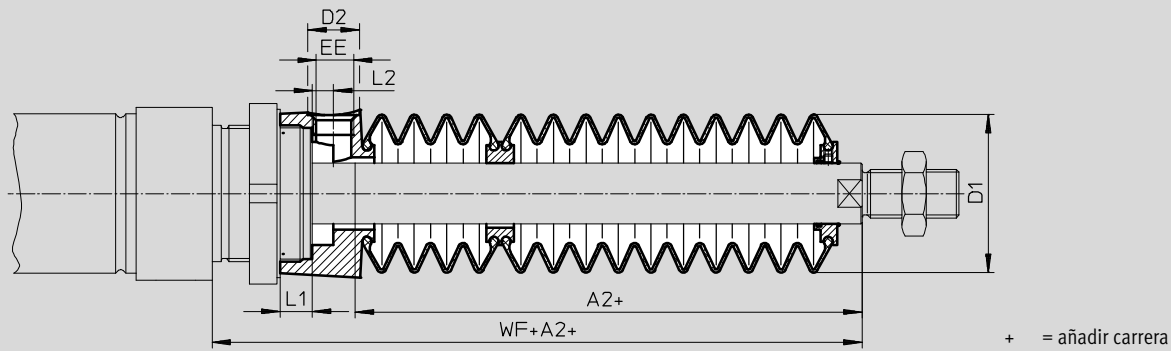 D2
EE
L2
D1
L1
A2+
WF+A2+
+ = añadir carrera